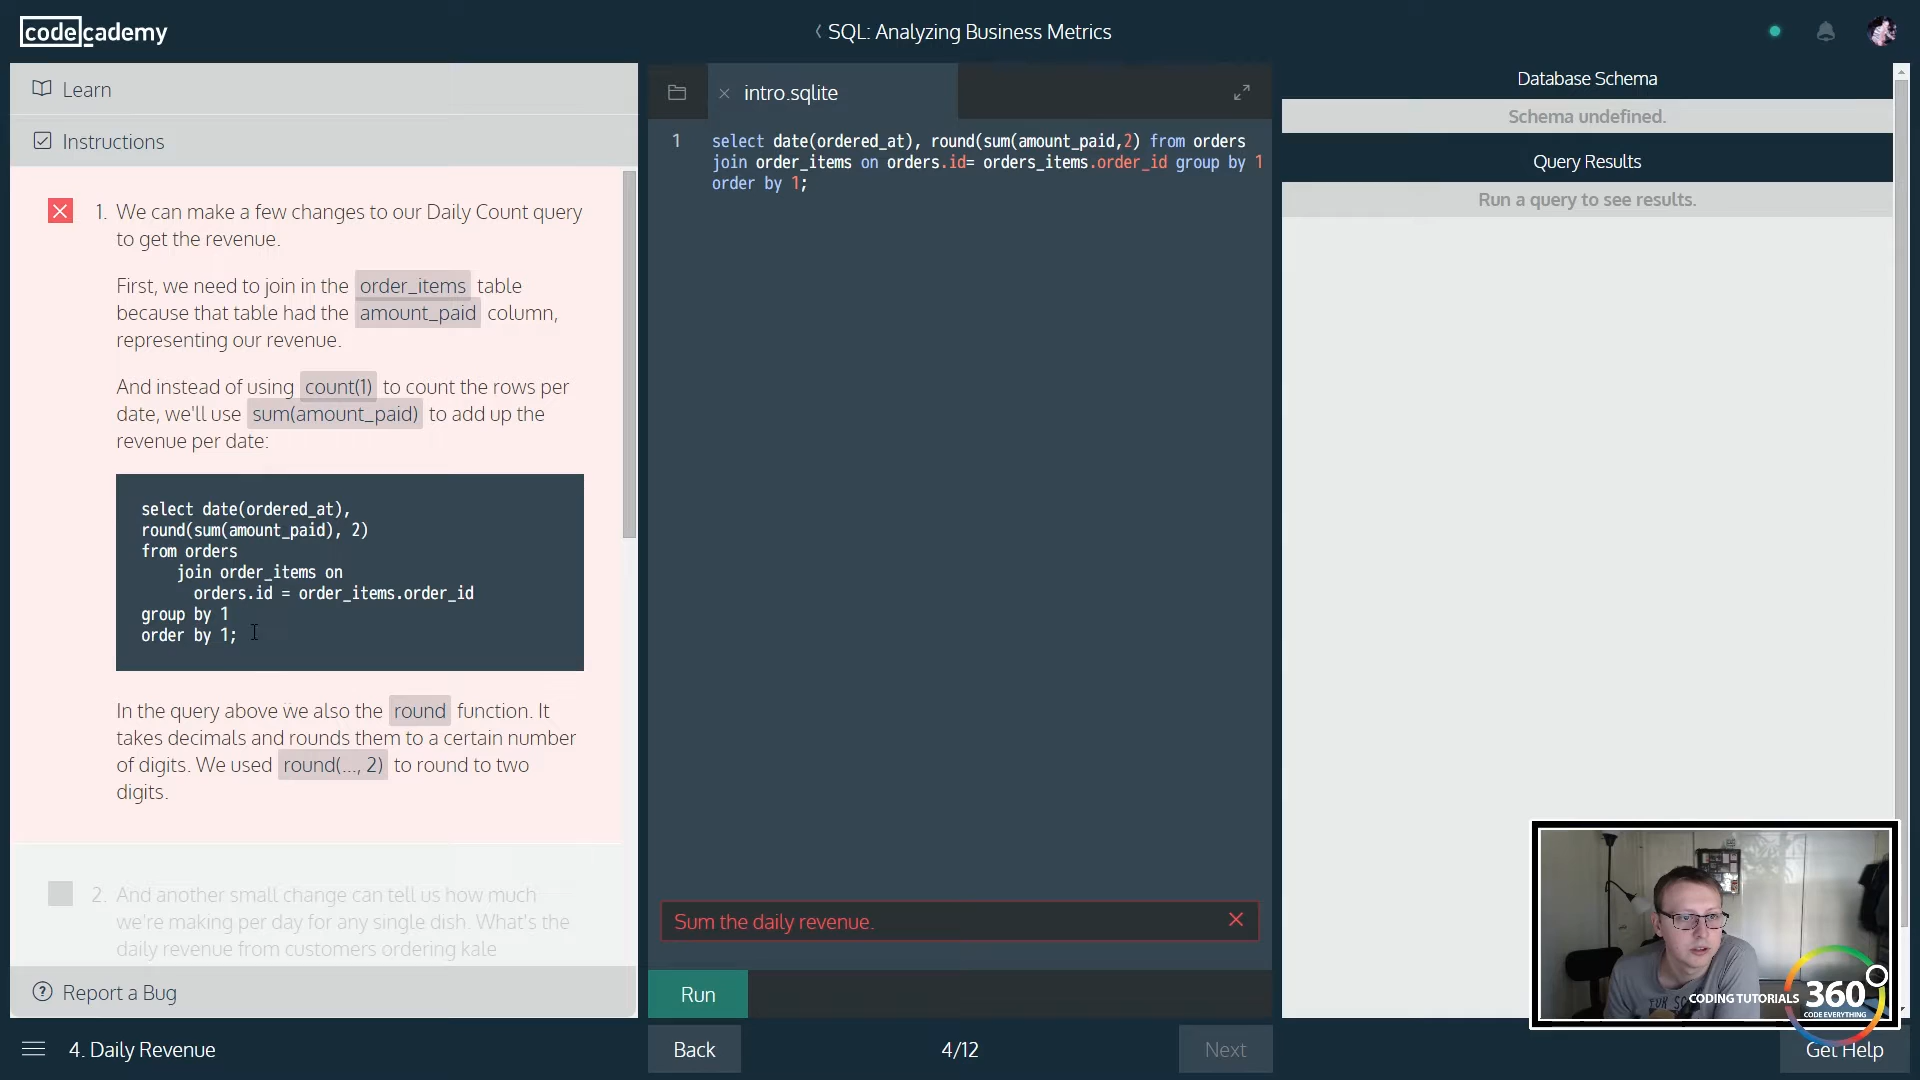 codecademy
SQL: Analyzing Business Metrics
Learn
Instructions
1. We can make a few changes to our Daily Count query
to get the revenue.
First, we need to join in the order_items table
because that table had the amount_paid column,
representing our revenue.
And instead of using count(1) to count the rows per
date, we'll use sum(amount_paid) to add up the
revenue per date:
select date(ordered_at),
round(sum(amount_paid), 2)
from orders
join order_items on
orders.id = order_items.order_id
group by 1
order by 1;
In the query above we also the round function. It
takes decimals and rounds them to a certain number
of digits. We used round(..., 2) to round to two
digits.
2. And another small change can tell us how much
we're making per day for any single dish. What's the
daily revenue from customers ordering kale
Report a Bug
4. Daily Revenue
intro.sqlite
1 select date(ordered_at), round(sum(amount_paid,2) from orders
join order_items on orders.id= orders_items.order_id group by 1
order by 1;
Sum the daily revenue.
Run
Back
4/12
Next
Database Schema
Schema undefined.
Query Results
Run a query to see results.
CODING TUTORIALS 360
CODE EVERYTHING
Get Help